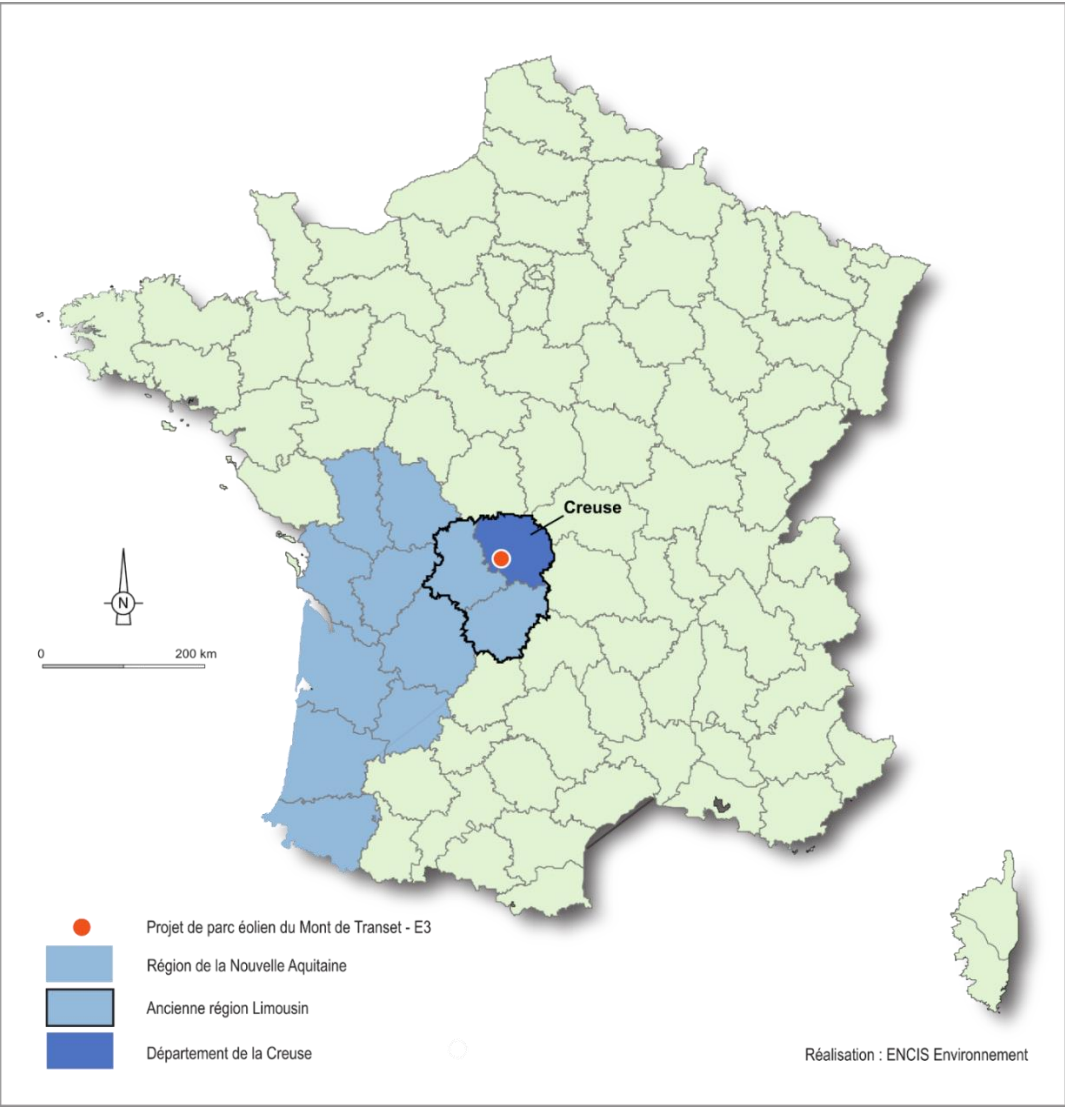 Creuse
N
0 200 km
Projet de parc éolien du Mont de Transet - E3
Région de la Nouvelle Aquitaine
Ancienne région Limousin
Département de la Creuse
Réalisation : ENCIS Environnement